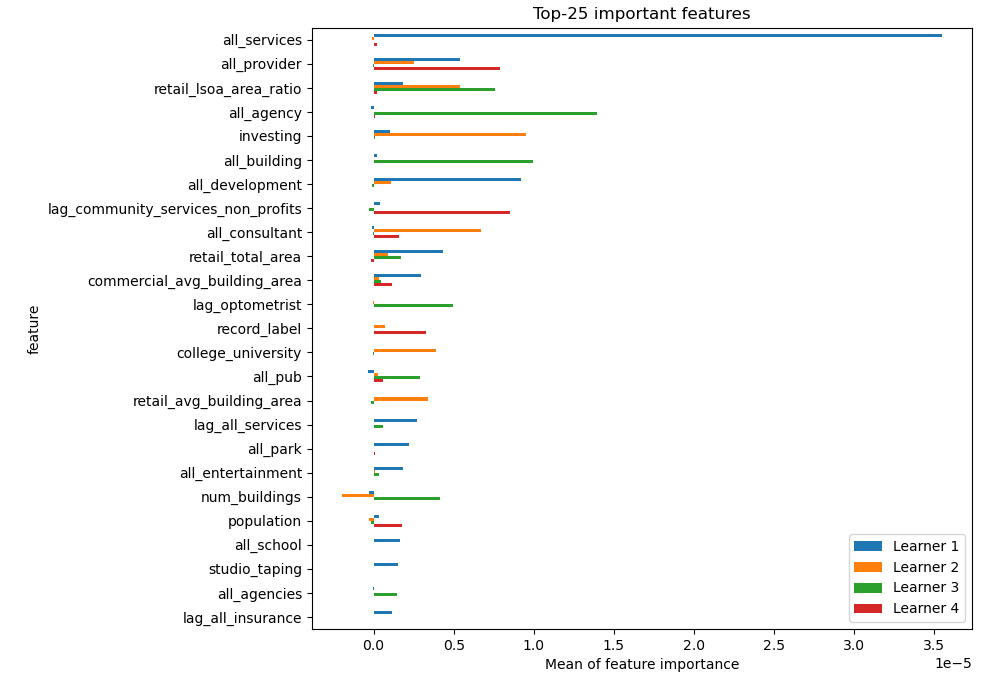 Top-25 important features
all_services
all_provider
retail_lsoa_area_ratio
all_agency
investing
all_building
all_development
lag_community_services_non_profits
all_consultant
retail_total_area
commercial_avg_building_area
lag_optometrist
record_label
college_university
all_pub
retail_avg_building_area
lag_all_services
all_park
all_entertainment
num_buildings
population
all_school
studio_taping
all_agencies
lag_all_insurance
feature
Learner 1
Learner 2
Learner 3
Learner 4
0.0 0.5 1.0 1.5 2.0 2.5 3.0 3.5
1e−5
Mean of feature importance